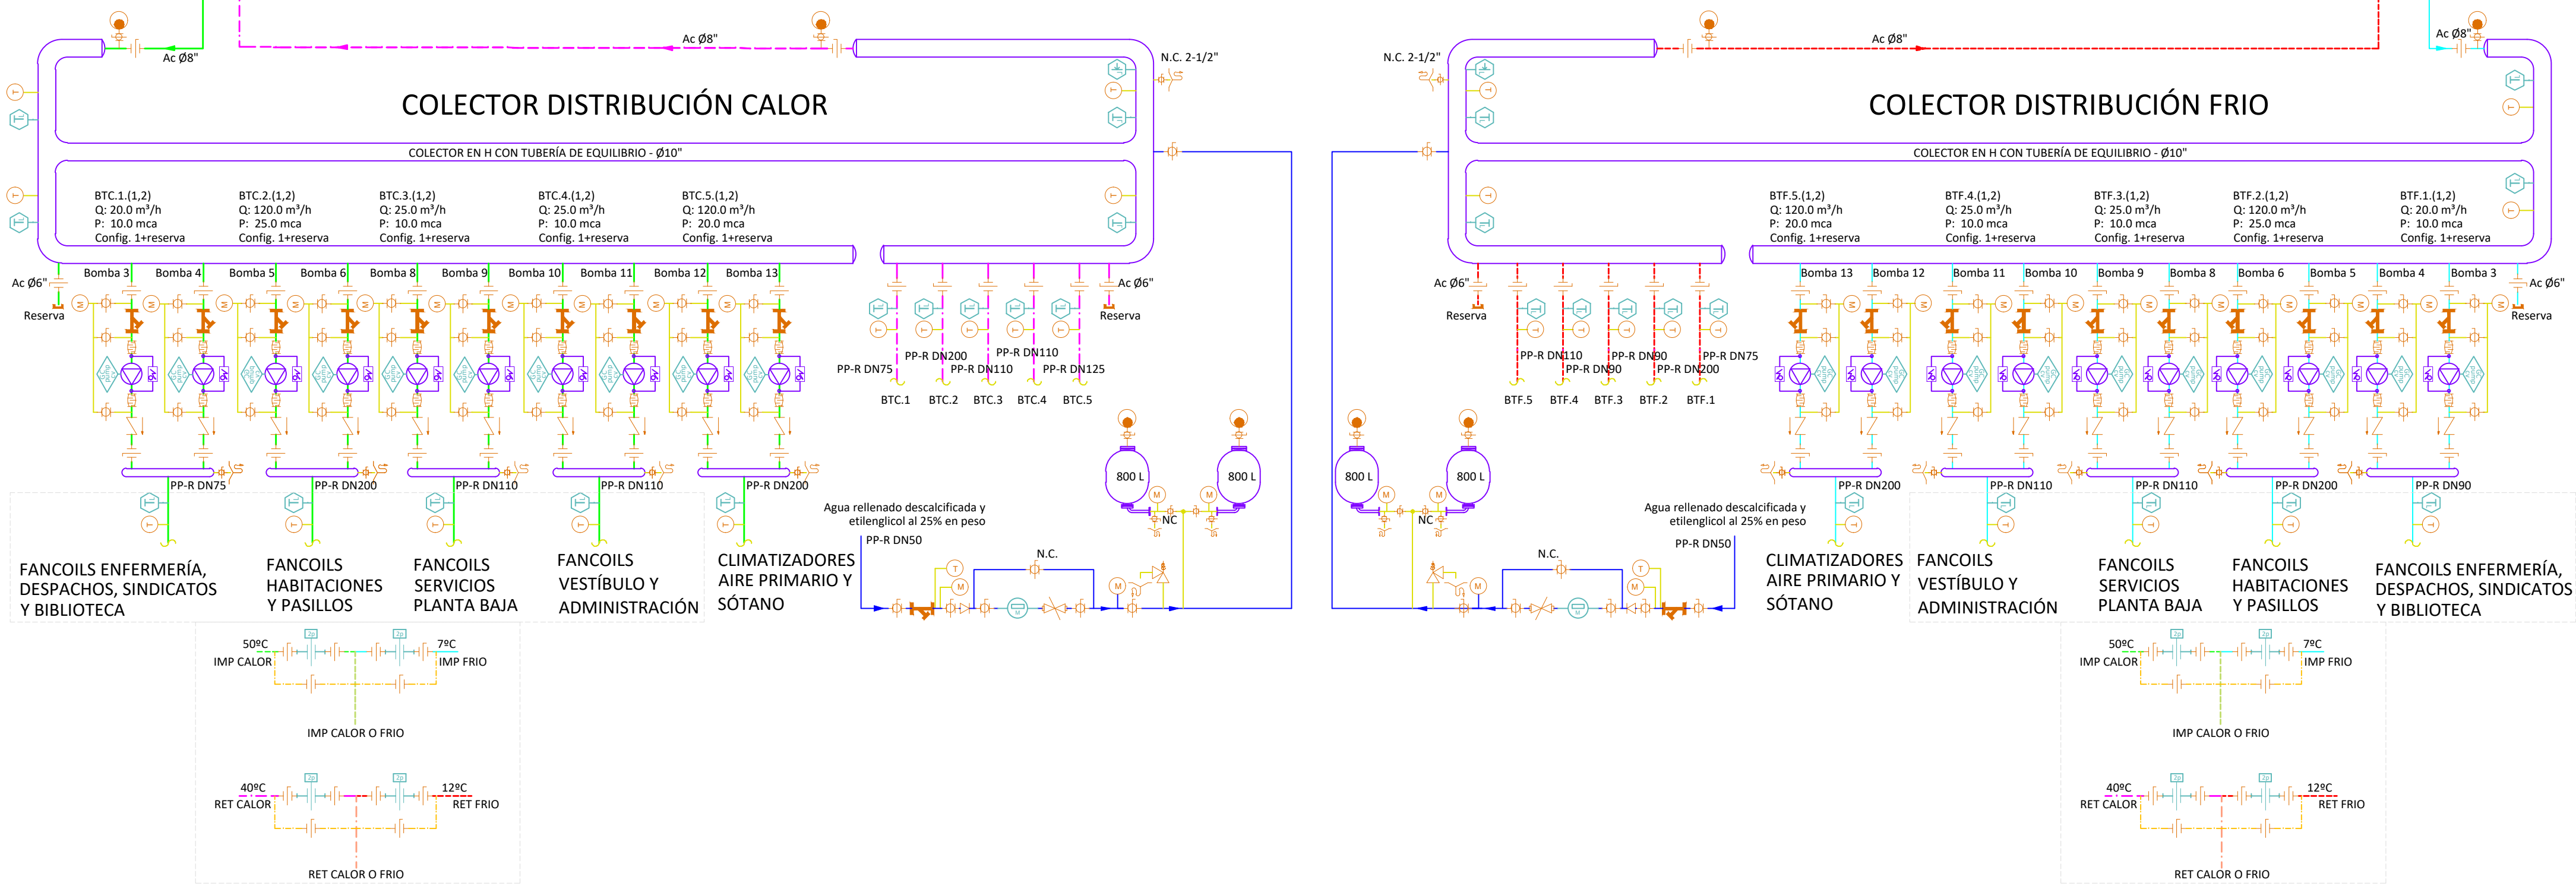 Ac Ø8"
Ac Ø8"
N.C. 2-1/2"
COLECTOR DISTRIBUCIÓN CALOR
COLECTOR EN H CON TUBERÍA DE EQUILIBRIO - Ø10"
BTC.1.(1,2)
Q: 20.0 m³/h
P: 10.0 mca
Config. 1+reserva
BTC.2.(1,2)
Q: 120.0 m³/h
P: 25.0 mca
Config. 1+reserva
BTC.3.(1,2)
Q: 25.0 m³/h
P: 10.0 mca
Config. 1+reserva
BTC.4.(1,2)
Q: 25.0 m³/h
P: 10.0 mca
Config. 1+reserva
BTC.5.(1,2)
Q: 120.0 m³/h
P: 20.0 mca
Config. 1+reserva
Ac Ø6"
Reserva
Bomba 3
Bomba 4
Bomba 5
Bomba 6
Bomba 8
Bomba 9
Bomba 10
Bomba 11
Bomba 12
Bomba 13
Ac Ø6"
Reserva
PP-R DN75
PP-R DN200
PP-R DN110
PP-R DN110
PP-R DN125
BTC.1
BTC.2
BTC.3
BTC.4
BTC.5
PP-R DN75
PP-R DN200
PP-R DN110
PP-R DN110
PP-R DN200
FANCOILS ENFERMERÍA,
DESPACHOS, SINDICATOS
Y BIBLIOTECA
FANCOILS
HABITACIONES
Y PASILLOS
FANCOILS
SERVICIOS
PLANTA BAJA
FANCOILS
VESTÍBULO Y
ADMINISTRACIÓN
CLIMATIZADORES
AIRE PRIMARIO Y
SÓTANO
800 L
800 L
NC
Agua rellenado descalcificada y
etilenglicol al 25% en peso
PP-R DN50
N.C.
50ºC
IMP CALOR
2p
2p
7ºC
IMP FRIO
IMP CALOR O FRIO
40ºC
RET CALOR
2p
2p
12ºC
RET FRIO
RET CALOR O FRIO
N.C. 2-1/2"
Ac Ø8"
Ac Ø8"
COLECTOR DISTRIBUCIÓN FRIO
COLECTOR EN H CON TUBERÍA DE EQUILIBRIO - Ø10"
BTF.5.(1,2)
Q: 120.0 m³/h
P: 20.0 mca
Config. 1+reserva
BTF.4.(1,2)
Q: 25.0 m³/h
P: 10.0 mca
Config. 1+reserva
BTF.3.(1,2)
Q: 25.0 m³/h
P: 10.0 mca
Config. 1+reserva
BTF.2.(1,2)
Q: 120.0 m³/h
P: 25.0 mca
Config. 1+reserva
BTF.1.(1,2)
Q: 20.0 m³/h
P: 10.0 mca
Config. 1+reserva
Ac Ø6"
Reserva
PP-R DN110
PP-R DN90
PP-R DN90
PP-R DN200
PP-R DN75
BTF.5
BTF.4
BTF.3
BTF.2
BTF.1
Bomba 13
Bomba 12
Bomba 11
Bomba 10
Bomba 9
Bomba 8
Bomba 6
Bomba 5
Bomba 4
Bomba 3
Ac Ø6"
Reserva
800 L
800 L
NC
Agua rellenado descalcificada y
etilenglicol al 25% en peso
PP-R DN50
N.C.
PP-R DN200
PP-R DN110
PP-R DN110
PP-R DN200
PP-R DN90
CLIMATIZADORES
AIRE PRIMARIO Y
SÓTANO
FANCOILS
VESTÍBULO Y
ADMINISTRACIÓN
FANCOILS
SERVICIOS
PLANTA BAJA
FANCOILS
HABITACIONES
Y PASILLOS
FANCOILS ENFERMERÍA,
DESPACHOS, SINDICATOS
Y BIBLIOTECA
50ºC
IMP CALOR
2p
2p
7ºC
IMP FRIO
IMP CALOR O FRIO
40ºC
RET CALOR
2p
2p
12ºC
RET FRIO
RET CALOR O FRIO